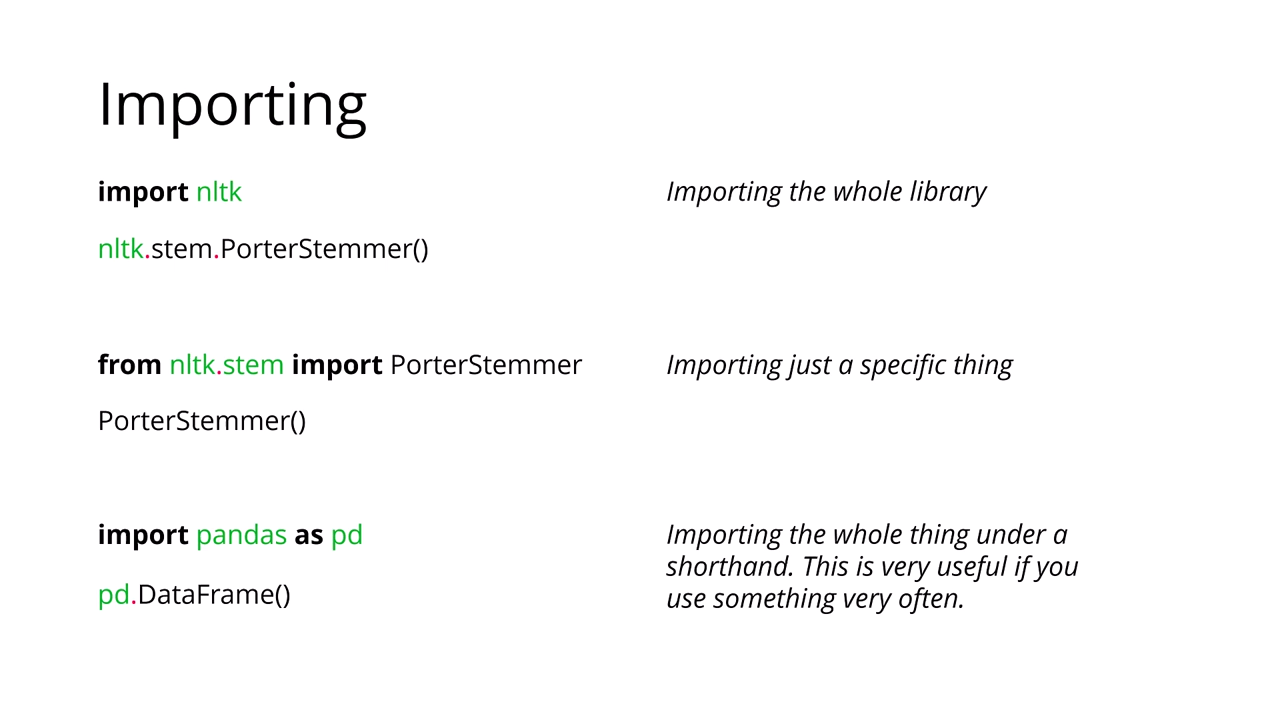 Importing
import nltk
Importing the whole library
nltk.stem.PorterStemmer()
from nltk.stem import PorterStemmer
Importing just a specific thing
PorterStemmer()
import pandas as pd
pd.DataFrame()
Importing the whole thing under a
shorthand. This is very useful if you
use something very often.